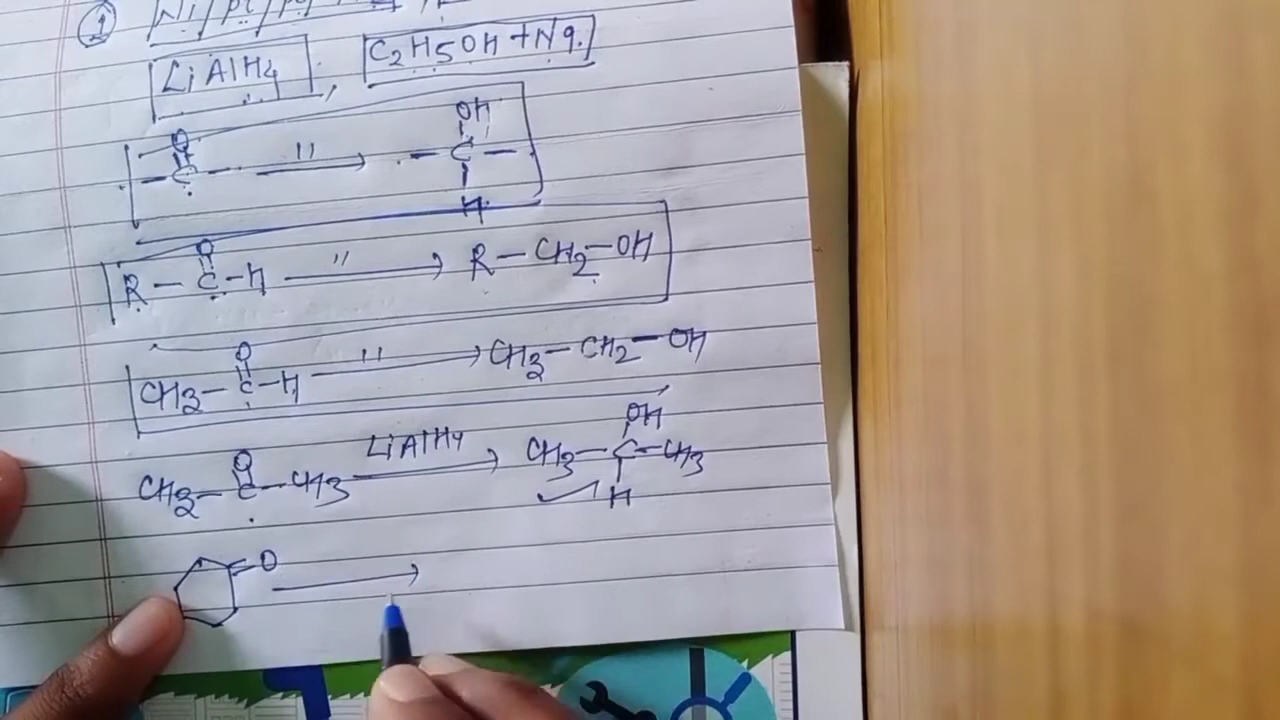 ① Ni/Pt/Pd
LiAlH4, C2H5OH+Na.
O OH
-C- —"→ -C-
H
O
R-C-H —"→ R-CH2-OH
O
CH3-C-H —"→ CH3-CH2-OH
O LiAlH4 OH
CH3-C-CH3 → CH3-C-CH3
H
=O →